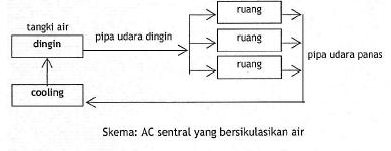 tangki air
dingin
pipa udara dingin
ruang
ruang
ruang
pipa udara panas
cooling
Skema: AC sentral yang bersikulasikan air